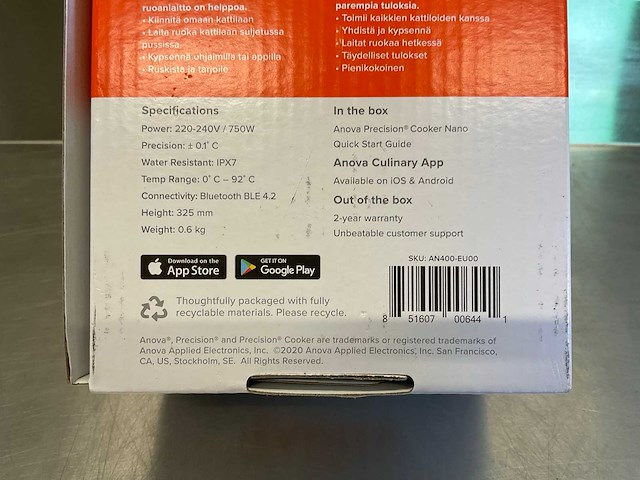 ruoanlaitto on helppoa.
• Kiinnitä omaan kattilaan
• Laita ruoka kattilaan suljetussa
pussissa
• Kypsennä ohjaimilla tai appilla
• Ruskista ja tarjoile
parempia tuloksia.
• Toimii kaikkien kattiloiden kanssa
• Yhdistä ja kypsennä
• Laitat ruokaa hetkessä
• Täydelliset tulokset
• Pienikokoinen
Specifications
Power: 220-240V / 750W
Precision: ± 0.1˚ C
Water Resistant: IPX7
Temp Range: 0˚ C – 92˚ C
Connectivity: Bluetooth BLE 4.2
Height: 325 mm
Weight: 0.6 kg
In the box
Anova Precision® Cooker Nano
Quick Start Guide
Anova Culinary App
Available on iOS & Android
Out of the box
2-year warranty
Unbeatable customer support
Download on the
App Store
GET IT ON
Google Play
SKU: AN400-EU00
8 51607 00644 1
Thoughtfully packaged with fully
recyclable materials. Please recycle.
Anova®, Precision® and Precision® Cooker are trademarks or registered trademarks of
Anova Applied Electronics, Inc. ©2020 Anova Applied Electronics, Inc. San Francisco,
CA, US, Stockholm, SE. All Rights Reserved.